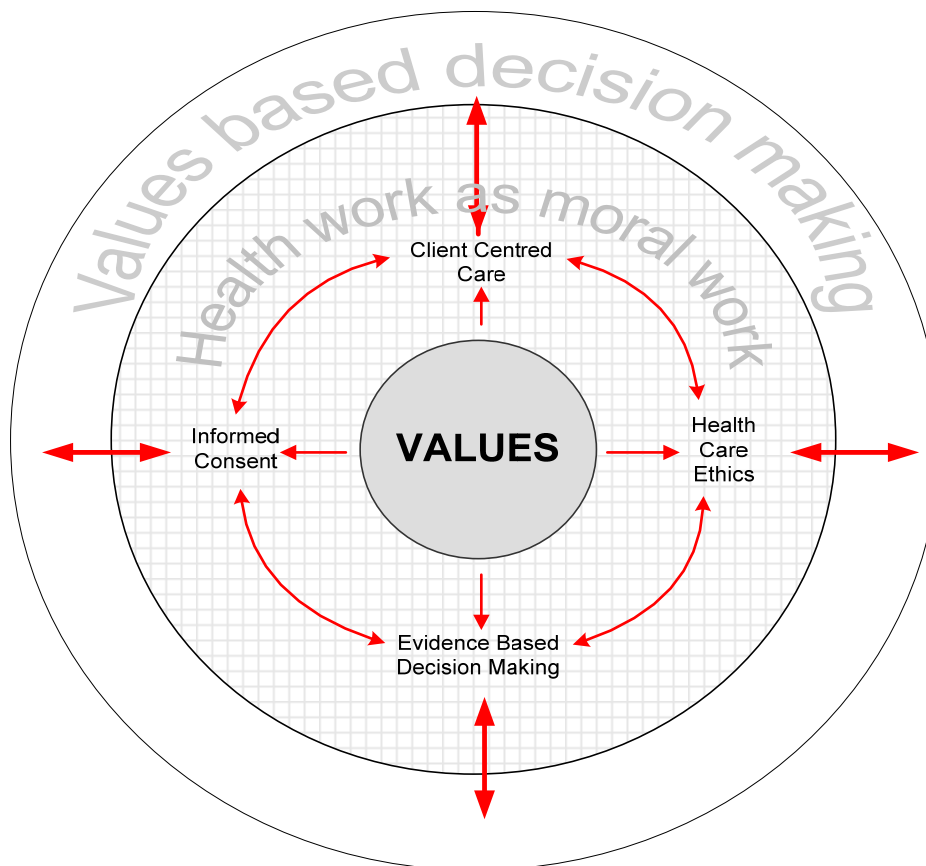 Values based decision making
Health work as moral work
Client Centred
Care
Informed
Consent
VALUES
Health
Care
Ethics
Evidence Based
Decision Making